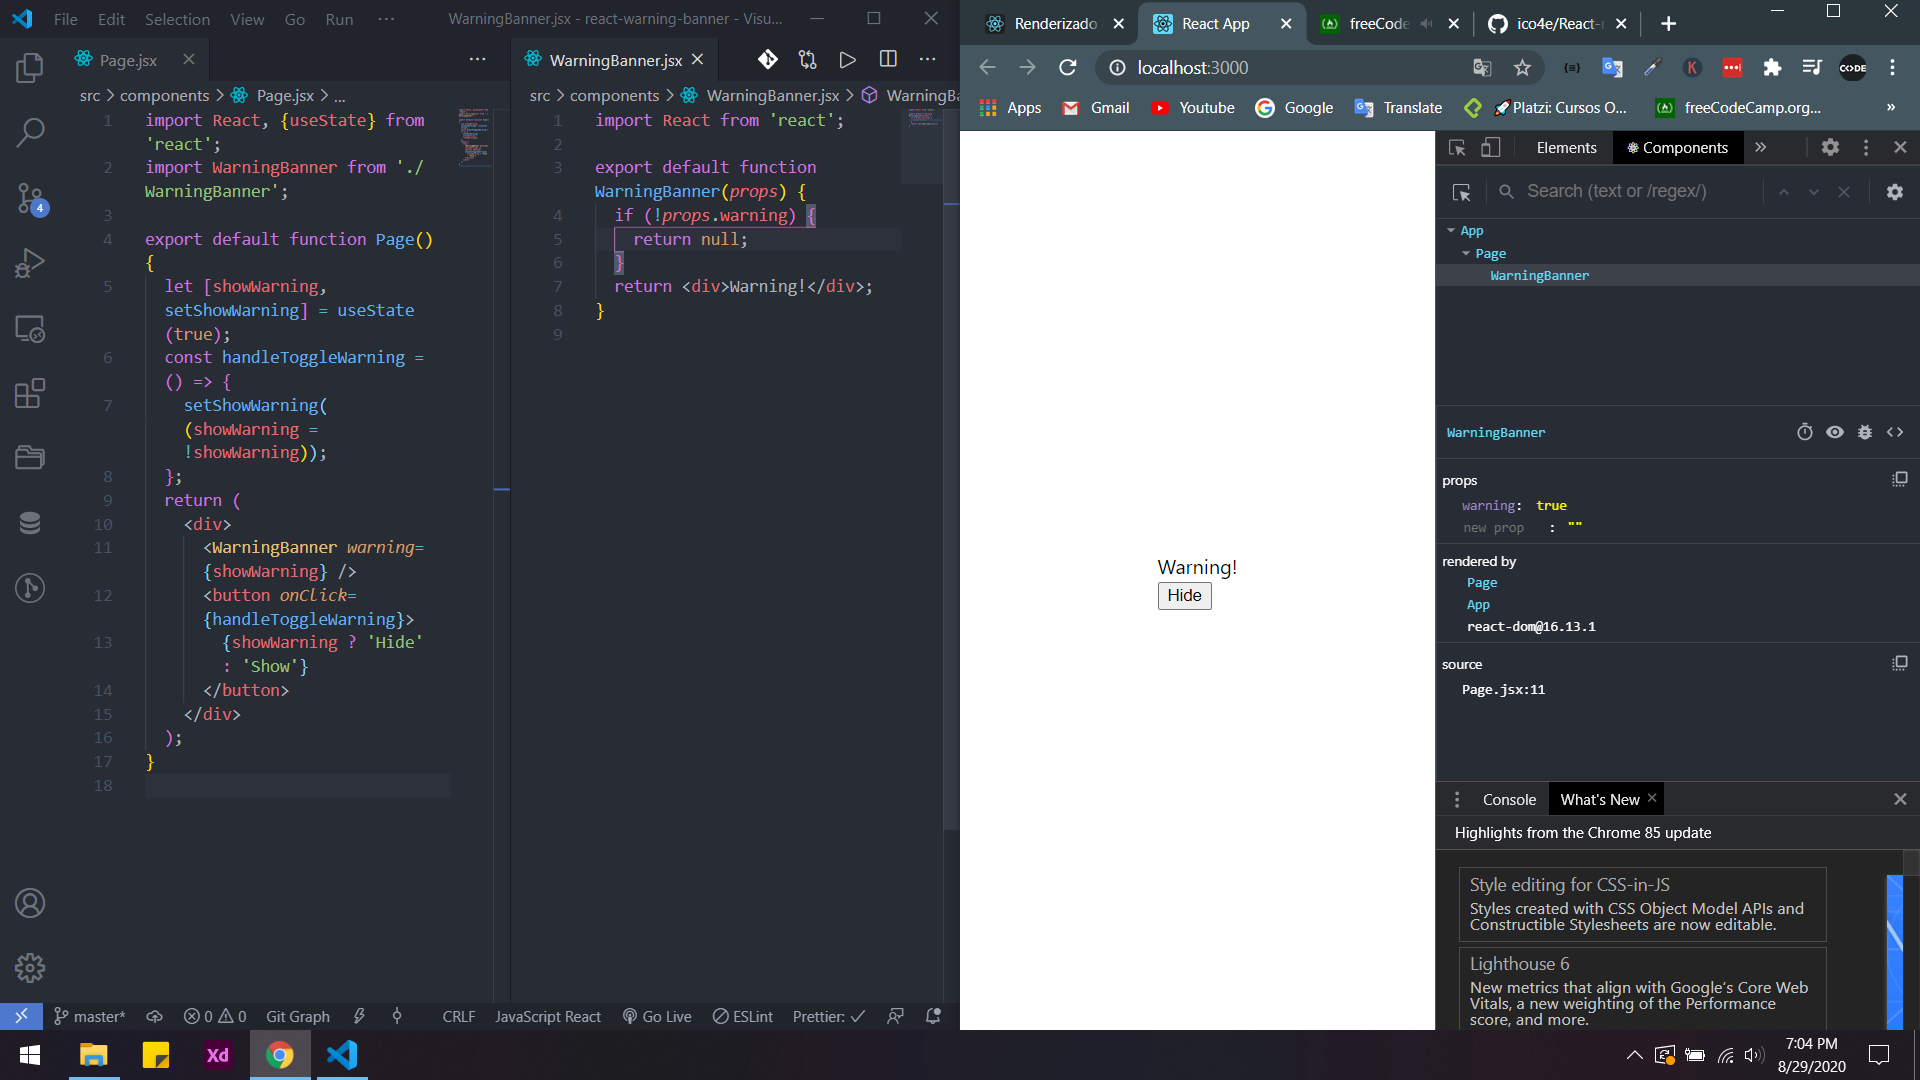 File Edit Selection View Go Run ··· WarningBanner.jsx - react-warning-banner - Visu...
Page.jsx
src > components > Page.jsx > ...
1 import React, {useState} from
'react';
2 import WarningBanner from './
WarningBanner';
3
4 export default function Page()
{
5 let [showWarning,
setShowWarning] = useState
(true);
6 const handleToggleWarning =
() => {
7 setShowWarning(
(showWarning =
!showWarning));
8 };
9 return (
10 <div>
11 <WarningBanner warning=
{showWarning} />
12 <button onClick=
{handleToggleWarning}>
13 {showWarning ? 'Hide'
: 'Show'}
14 </button>
15 </div>
16 );
17 }
18
WarningBanner.jsx
src > components > WarningBanner.jsx > WarningBa
1 import React from 'react';
2
3 export default function
WarningBanner(props) {
4 if (!props.warning) {
5 return null;
6 }
7 return <div>Warning!</div>;
8 }
9
4
master* 0 0 Git Graph CRLF JavaScript React Go Live ESLint Prettier: ✓
Renderizado React App freeCode ico4e/React-r
localhost:3000
Apps Gmail Youtube Google Translate 🚀Platzi: Cursos O... freeCodeCamp.org... »
Warning!
Hide
Elements Components »
Search (text or /regex/)
App
Page
WarningBanner
WarningBanner
props
warning: true
new prop : ""
rendered by
Page
App
react-dom@16.13.1
source
Page.jsx:11
Console What's New
Highlights from the Chrome 85 update
Style editing for CSS-in-JS
Styles created with CSS Object Model APIs and
Constructible Stylesheets are now editable.
Lighthouse 6
New metrics that align with Google's Core Web
Vitals, a new weighting of the Performance
score, and more.
Xd
7:04 PM
8/29/2020